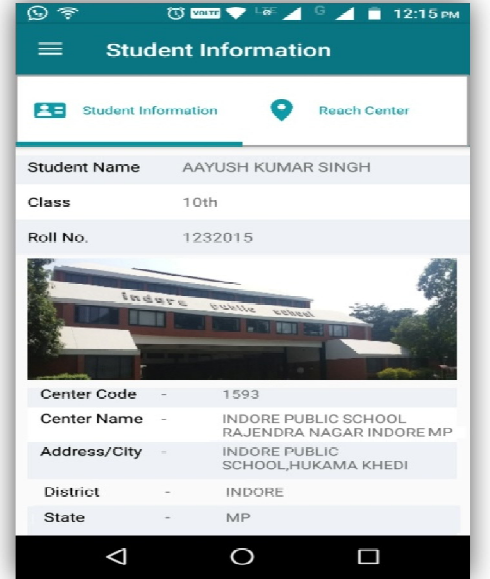 VOLTE LTE G 12:15 PM
Student Information
Student Information Reach Center
Student Name AAYUSH KUMAR SINGH
Class 10th
Roll No. 1232015
Indore Public School
Center Code - 1593
Center Name - INDORE PUBLIC SCHOOL
RAJENDRA NAGAR INDORE MP
Address/City - INDORE PUBLIC
SCHOOL,HUKAMA KHEDI
District - INDORE
State - MP